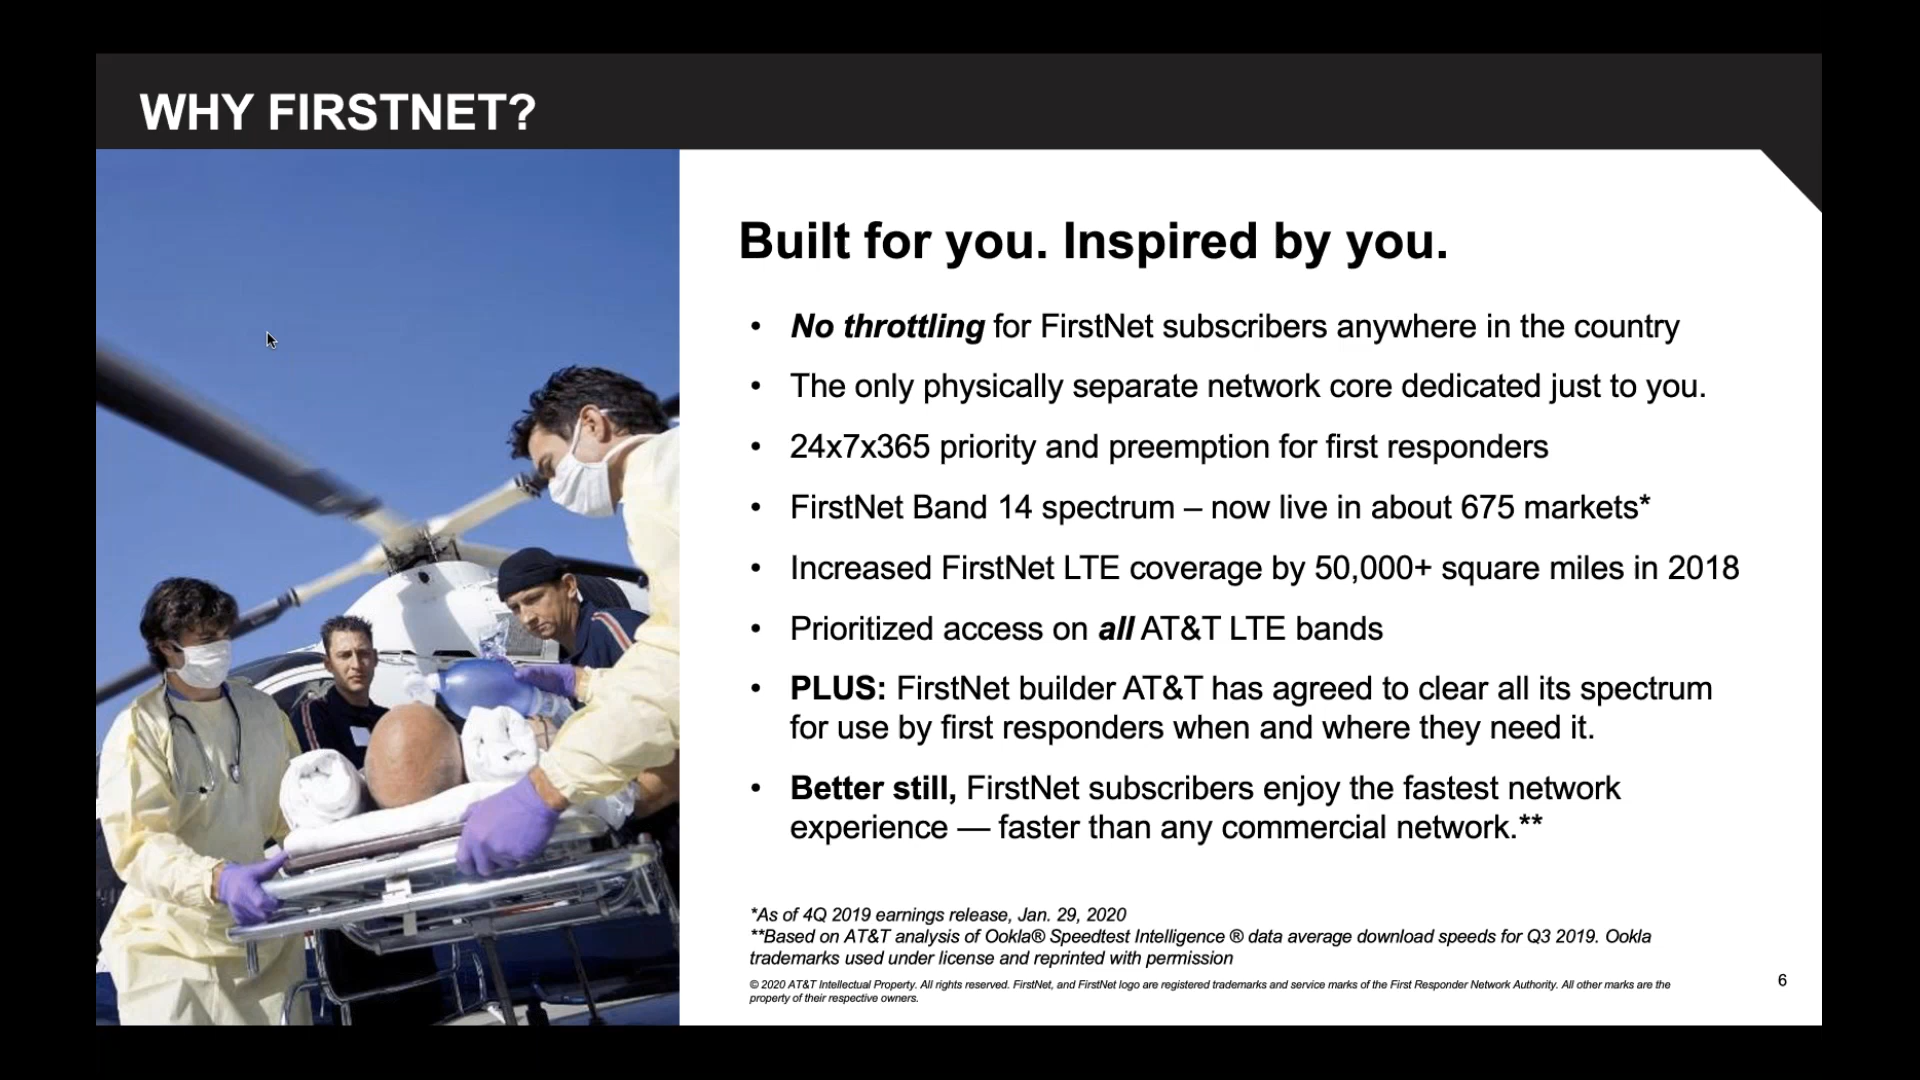 WHY FIRSTNET?
Built for you. Inspired by you.
• No throttling for FirstNet subscribers anywhere in the country
• The only physically separate network core dedicated just to you.
• 24x7x365 priority and preemption for first responders
• FirstNet Band 14 spectrum – now live in about 675 markets*
• Increased FirstNet LTE coverage by 50,000+ square miles in 2018
• Prioritized access on all AT&T LTE bands
• PLUS: FirstNet builder AT&T has agreed to clear all its spectrum
for use by first responders when and where they need it.
• Better still, FirstNet subscribers enjoy the fastest network
experience — faster than any commercial network.**
*As of 4Q 2019 earnings release, Jan. 29, 2020
**Based on AT&T analysis of Ookla® Speedtest Intelligence ® data average download speeds for Q3 2019. Ookla
trademarks used under license and reprinted with permission
© 2020 AT&T Intellectual Property. All rights reserved. FirstNet, and FirstNet logo are registered trademarks and service marks of the First Responder Network Authority. All other marks are the
property of their respective owners.
6